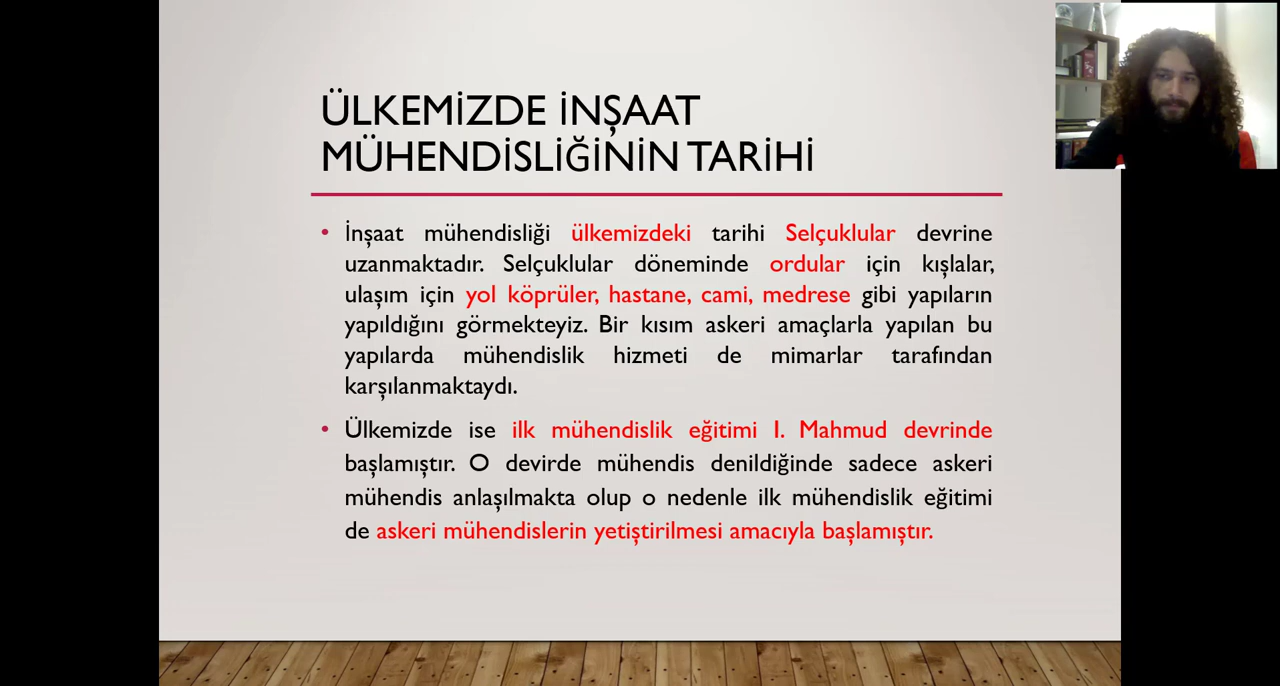 ÜLKEMİZDE İNŞAAT
MÜHENDİSLİĞİNİN TARİHİ
• İnşaat mühendisliği ülkemizdeki tarihi Selçuklular devrine
uzanmaktadır. Selçuklular döneminde ordular için kışlalar,
ulaşım için yol köprüler, hastane, cami, medrese gibi yapıların
yapıldığını görmekteyiz. Bir kısım askeri amaçlarla yapılan bu
yapılarda mühendislik hizmeti de mimarlar tarafından
karşılanmaktaydı.
• Ülkemizde ise ilk mühendislik eğitimi I. Mahmud devrinde
başlamıştır. O devirde mühendis denildiğinde sadece askeri
mühendis anlaşılmakta olup o nedenle ilk mühendislik eğitimi
de askeri mühendislerin yetiştirilmesi amacıyla başlamıştır.